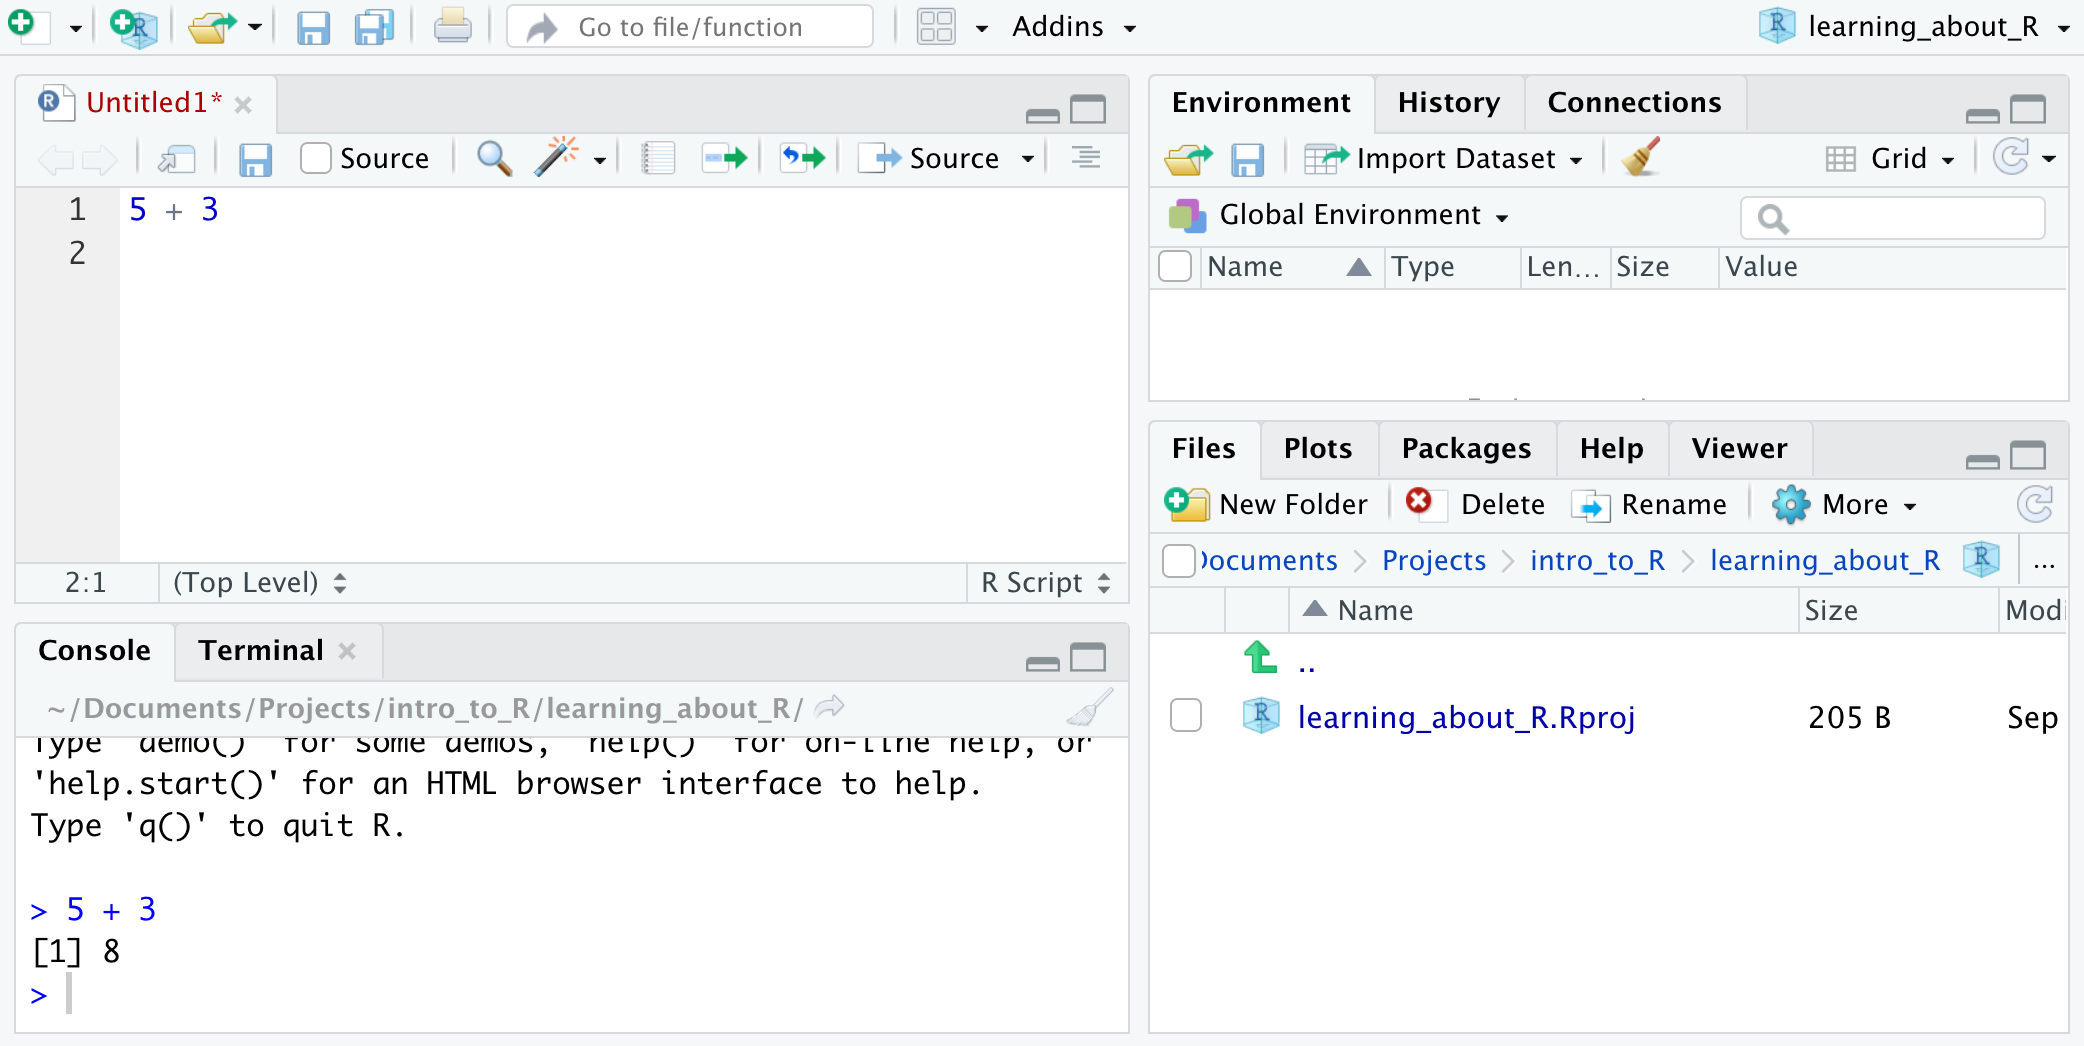 Go to file/function
Addins
learning_about_R
Untitled1*
Source
Source
1 5 + 3
2
2:1 (Top Level) R Script
Console Terminal
~/Documents/Projects/intro_to_R/learning_about_R/
Type 'demo()' for some demos, 'help()' for on-line help, or
'help.start()' for an HTML browser interface to help.
Type 'q()' to quit R.
> 5 + 3
[1] 8
>
Environment History Connections
Import Dataset Grid
Global Environment
Name Type Len... Size Value
Files Plots Packages Help Viewer
New Folder Delete Rename More
Documents Projects intro_to_R learning_about_R ...
Name Size Modi
..
learning_about_R.Rproj 205 B Sep